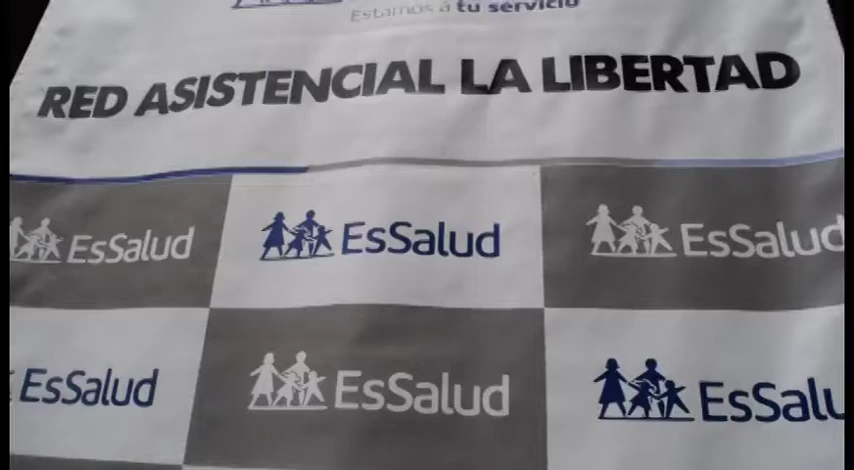 Estamos a tu servicio
RED ASISTENCIAL LA LIBERTAD
EsSalud EsSalud EsSalud
EsSalud EsSalud EsSalu